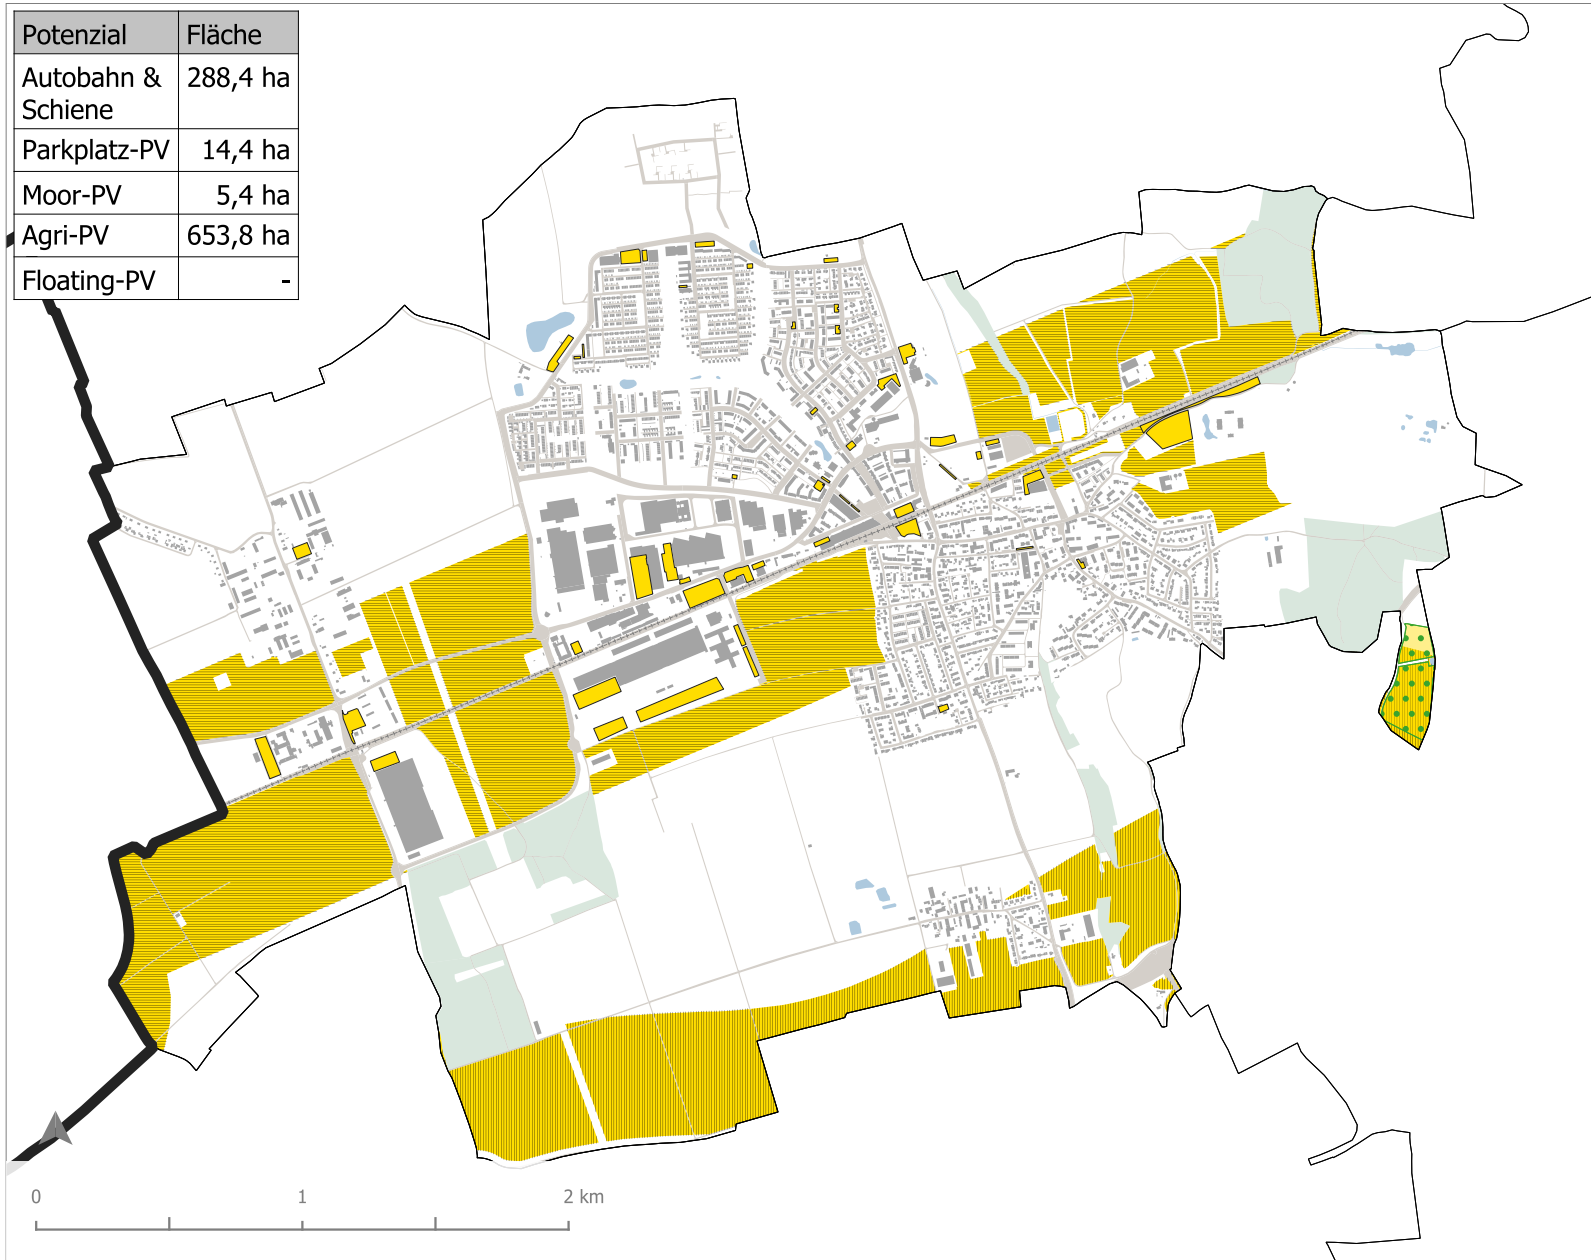 Potenzial Fläche
Autobahn & 288,4 ha
Schiene
Parkplatz-PV 14,4 ha
Moor-PV 5,4 ha
Agri-PV 653,8 ha
Floating-PV -
0 1 2 km